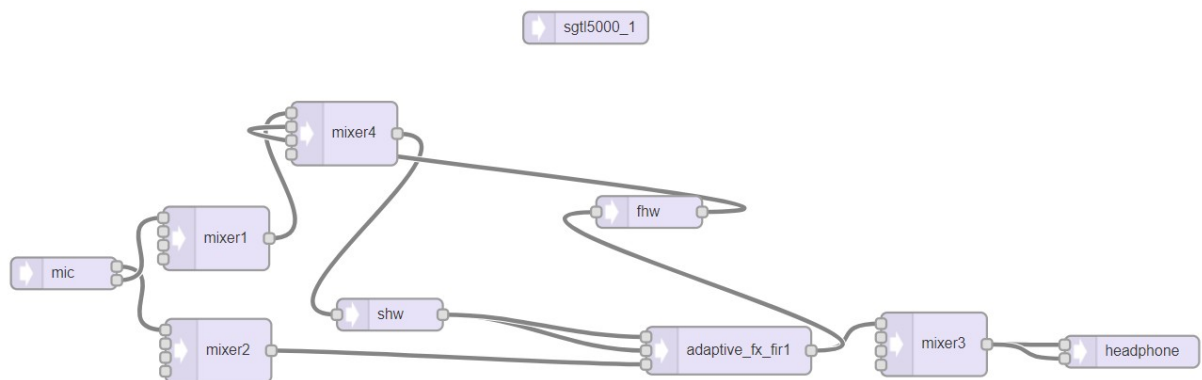 sgtl5000_1
mixer4
fhw
mixer1
mic
shw
mixer2
adaptive_fx_fir1
mixer3
headphone